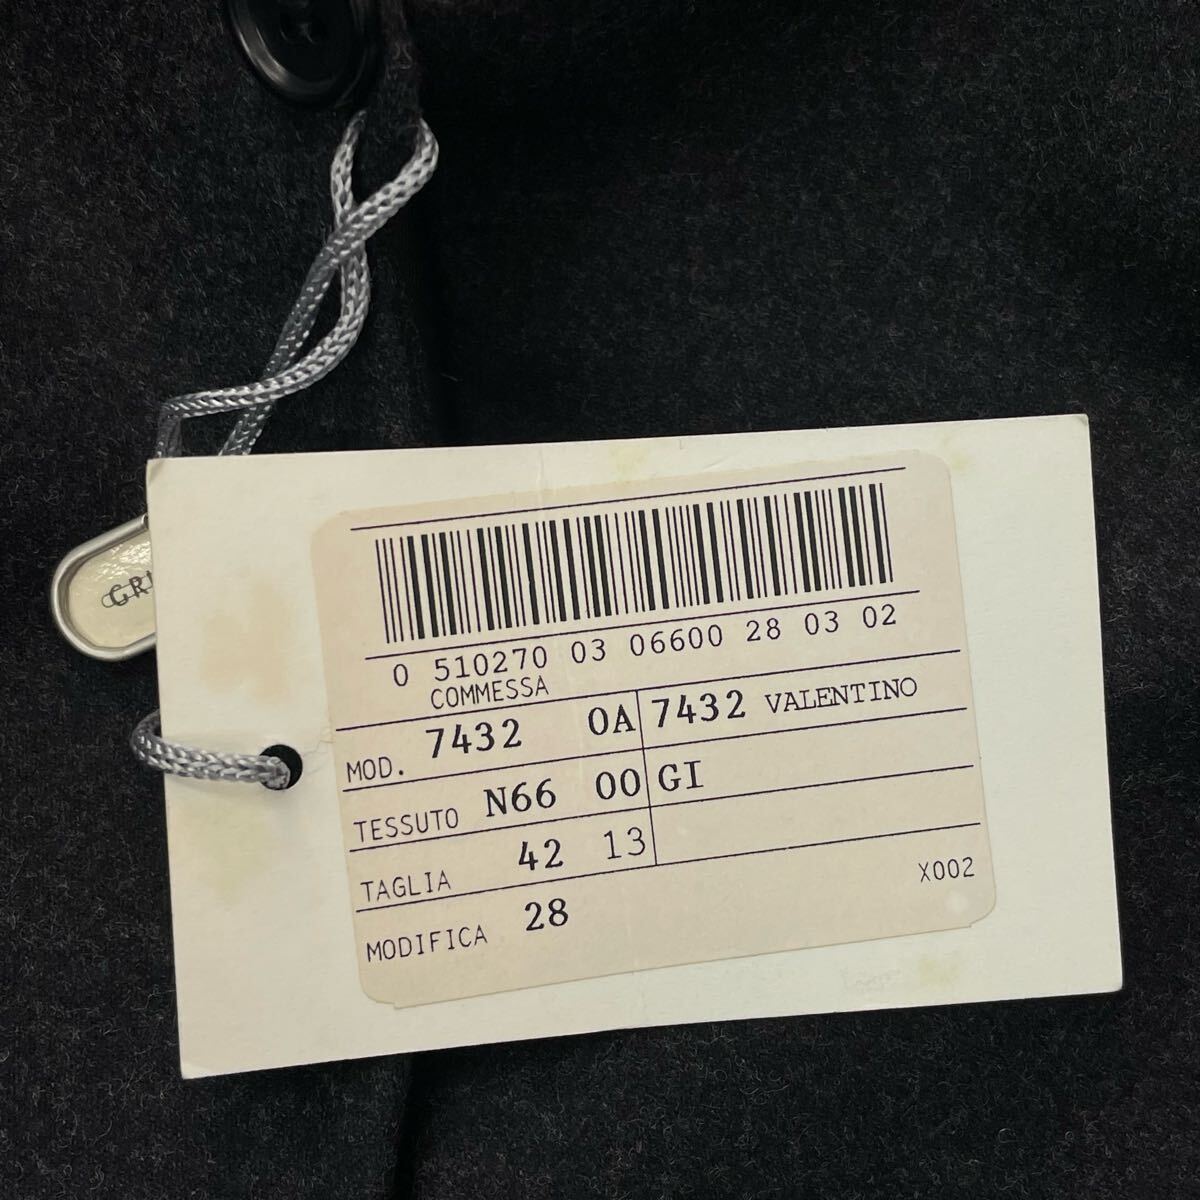 0 510270 03 06600 28 03 02
COMMESSA
MOD. 7432 0A 7432 VALENTINO
TESSUTO N66 00 GI
TAGLIA 42 13
MODIFICA 28 X002